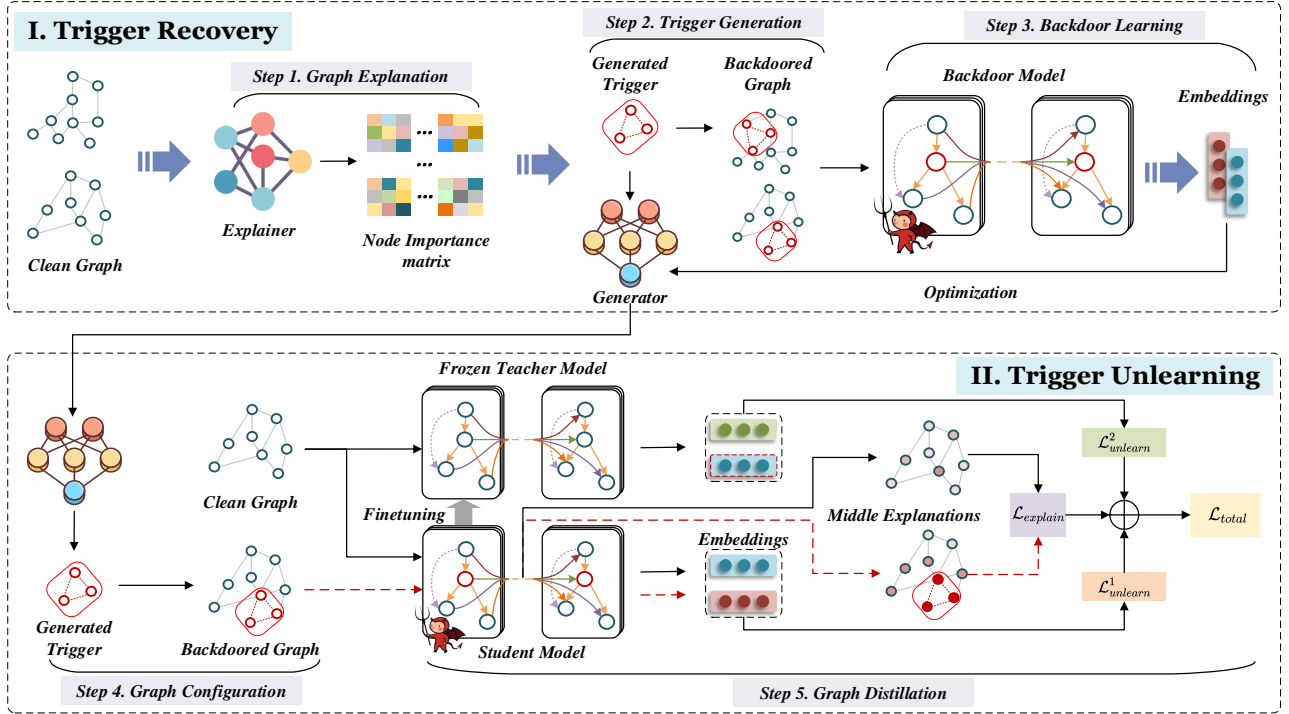 I. Trigger Recovery
Step 1. Graph Explanation
Step 2. Trigger Generation
Step 3. Backdoor Learning
Clean Graph
Explainer
...
...
...
...
...
Node Importance
matrix
Generated
Trigger
Backdoored
Graph
Generator
Backdoor Model
Embeddings
Optimization
II. Trigger Unlearning
Frozen Teacher Model
Clean Graph
Finetuning
Generated
Trigger
Backdoored Graph
Step 4. Graph Configuration
Student Model
Embeddings
Middle Explanations
Step 5. Graph Distillation
ℒ²unlearn
ℒexplain
ℒtotal
ℒ¹unlearn